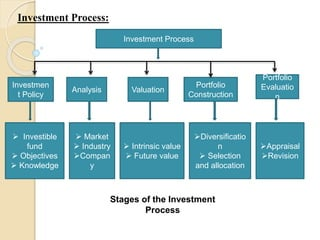 Investment Process:
Investment Process
Investmen
t Policy
Analysis
Valuation
Portfolio
Construction
Portfolio
Evaluatio
n
➢ Investible
fund
➢ Objectives
➢ Knowledge
➢ Market
➢ Industry
➢Compan
y
➢ Intrinsic value
➢ Future value
➢Diversificatio
n
➢ Selection
and allocation
➢Appraisal
➢Revision
Stages of the Investment
Process